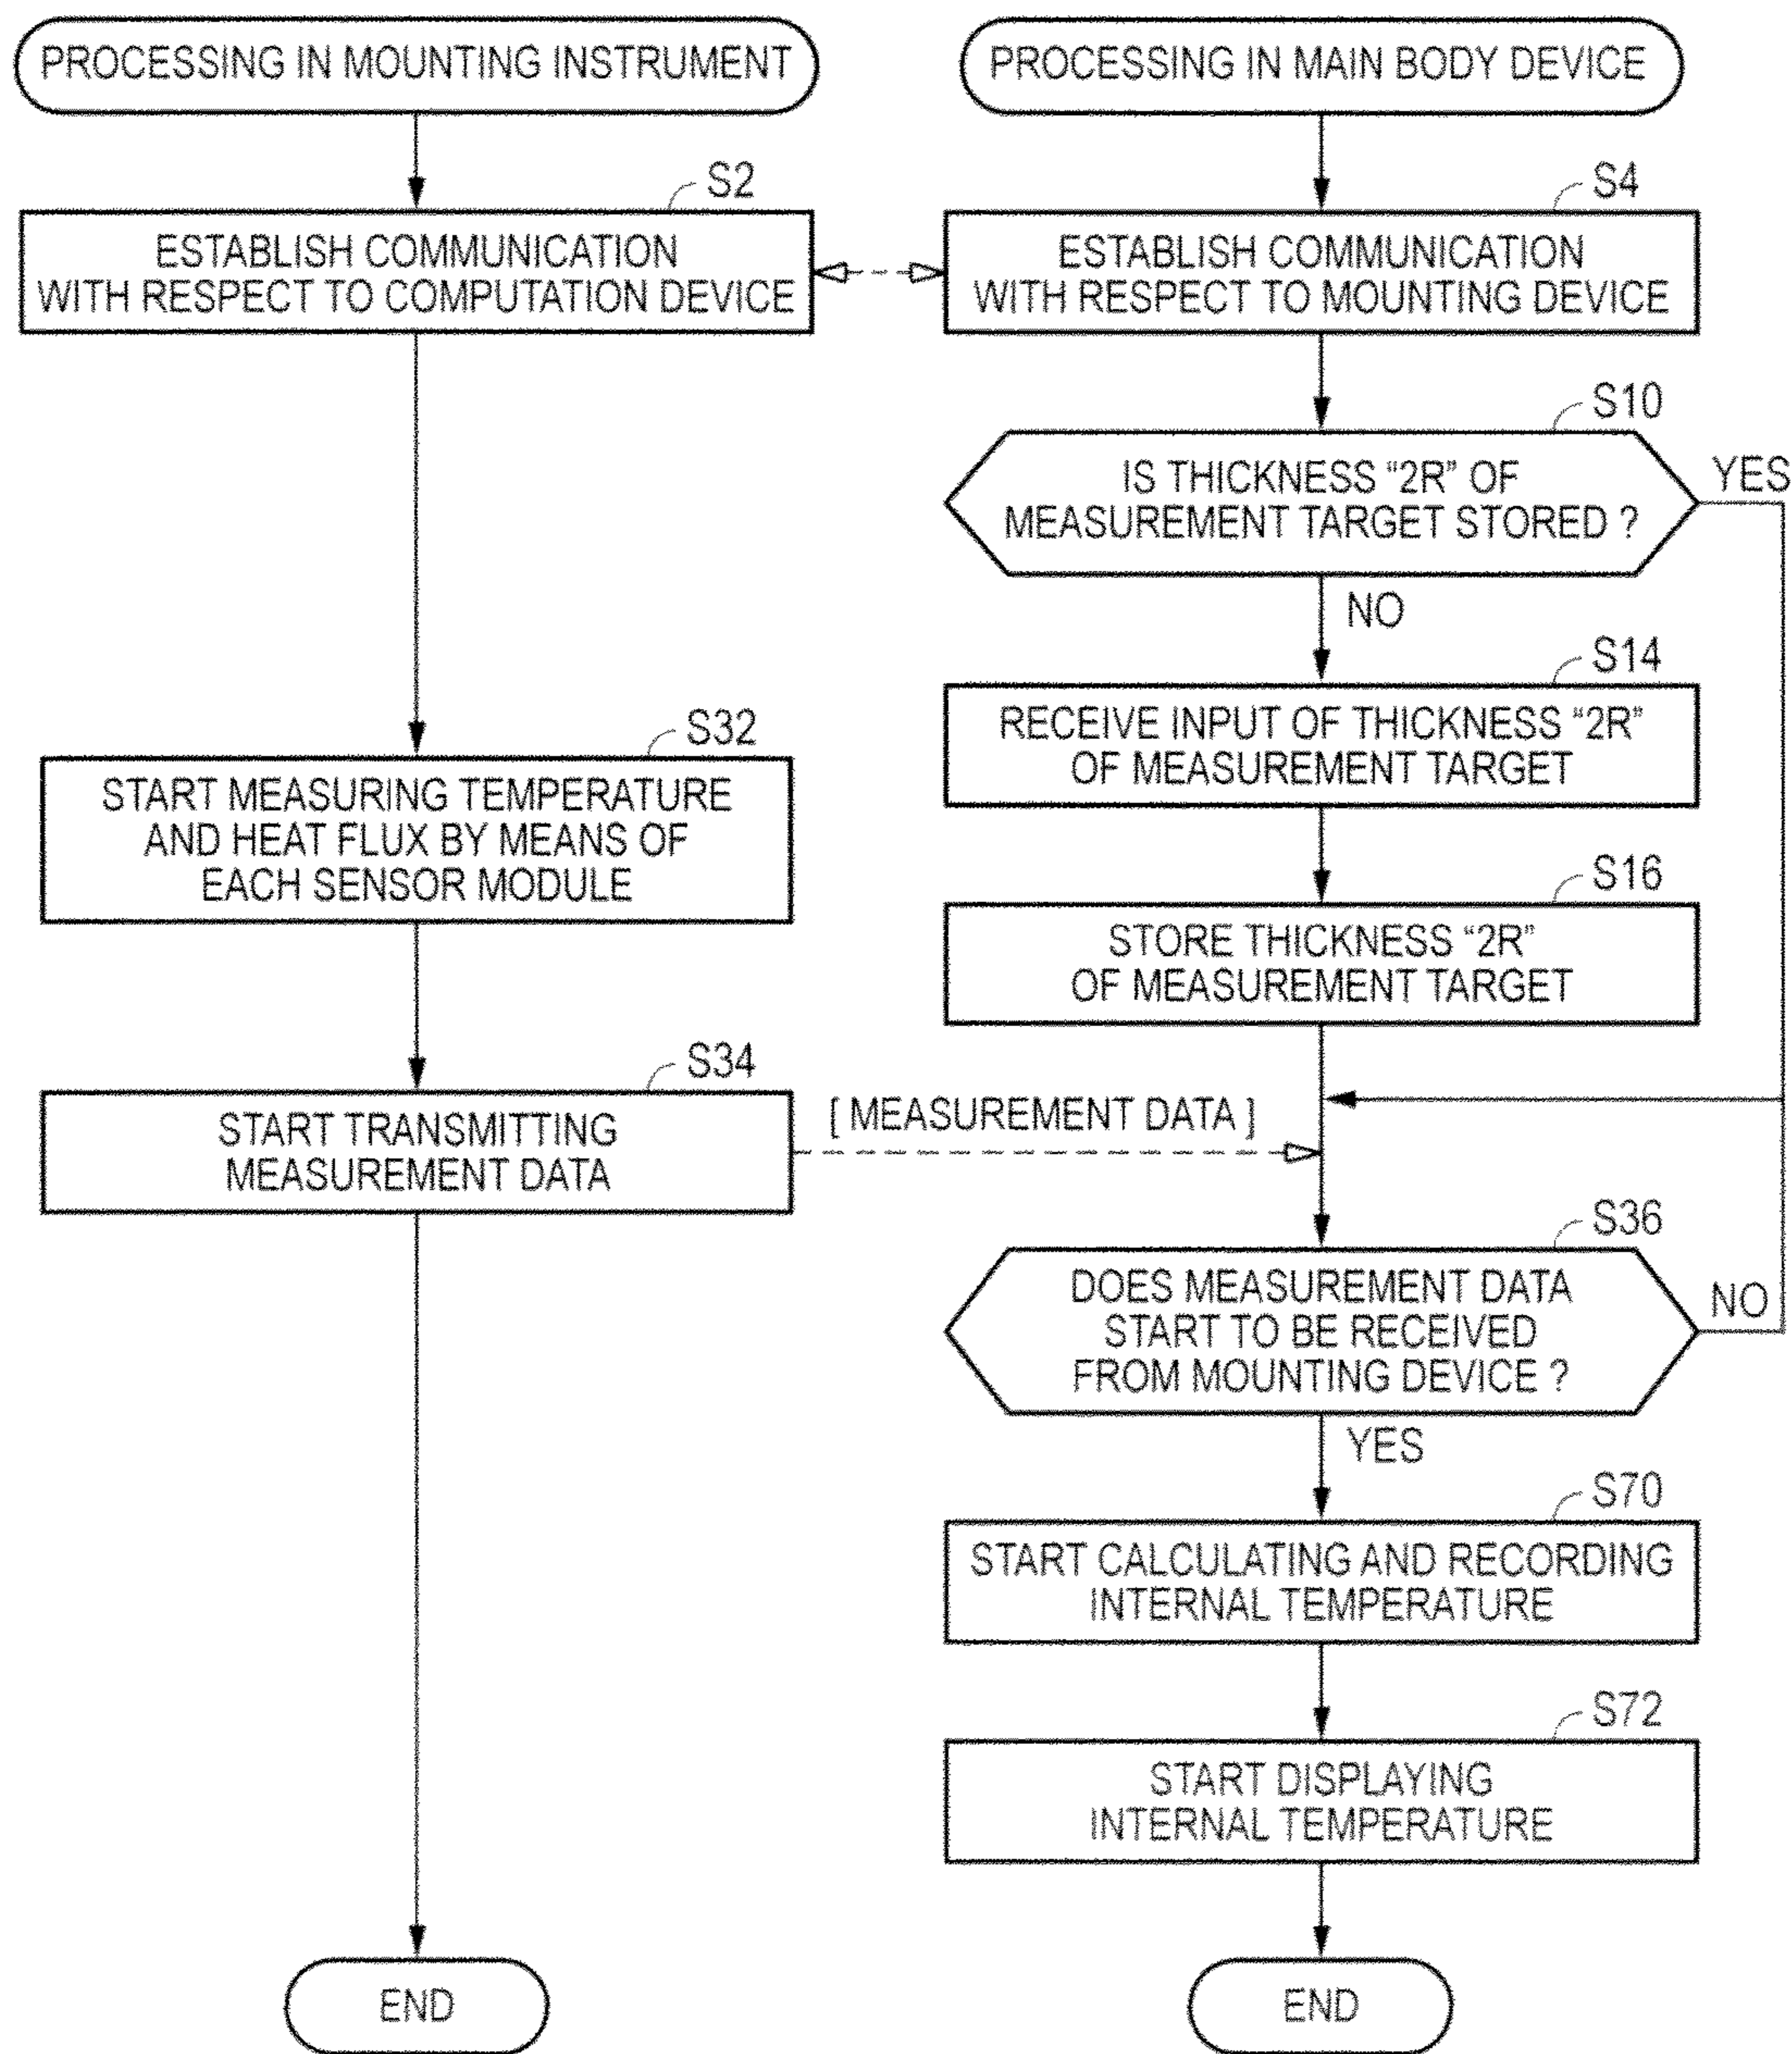 PROCESSING IN MOUNTING INSTRUMENT
S2
ESTABLISH COMMUNICATION
WITH RESPECT TO COMPUTATION DEVICE
S32
START MEASURING TEMPERATURE
AND HEAT FLUX BY MEANS OF
EACH SENSOR MODULE
S34
START TRANSMITTING
MEASUREMENT DATA
[ MEASUREMENT DATA ]
END
PROCESSING IN MAIN BODY DEVICE
S4
ESTABLISH COMMUNICATION
WITH RESPECT TO MOUNTING DEVICE
S10
IS THICKNESS “2R” OF
MEASUREMENT TARGET STORED ?
YES
NO
S14
RECEIVE INPUT OF THICKNESS “2R”
OF MEASUREMENT TARGET
S16
STORE THICKNESS “2R”
OF MEASUREMENT TARGET
S36
DOES MEASUREMENT DATA
START TO BE RECEIVED
FROM MOUNTING DEVICE ?
NO
YES
S70
START CALCULATING AND RECORDING
INTERNAL TEMPERATURE
S72
START DISPLAYING
INTERNAL TEMPERATURE
END